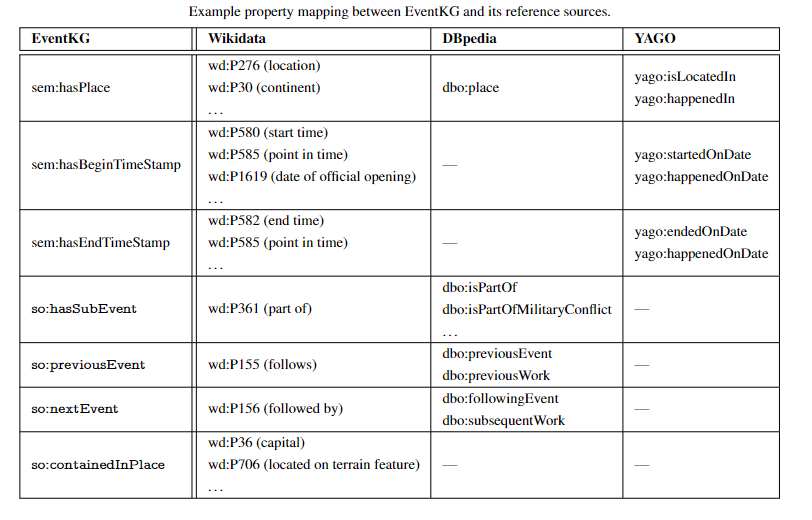 Example property mapping between EventKG and its reference sources.
EventKG Wikidata DBpedia YAGO
sem:hasPlace
wd:P276 (location)
wd:P30 (continent)
...
dbo:place
yago:isLocatedIn
yago:happenedIn
sem:hasBeginTimeStamp
wd:P580 (start time)
wd:P585 (point in time)
wd:P1619 (date of official opening)
...
—
yago:startedOnDate
yago:happenedOnDate
sem:hasEndTimeStamp
wd:P582 (end time)
wd:P585 (point in time)
...
—
yago:endedOnDate
yago:happenedOnDate
so:hasSubEvent
wd:P361 (part of)
dbo:isPartOf
dbo:isPartOfMilitaryConflict
...
—
so:previousEvent
wd:P155 (follows)
dbo:previousEvent
dbo:previousWork
—
so:nextEvent
wd:P156 (followed by)
dbo:followingEvent
dbo:subsequentWork
—
so:containedInPlace
wd:P36 (capital)
wd:P706 (located on terrain feature)
...
—
—